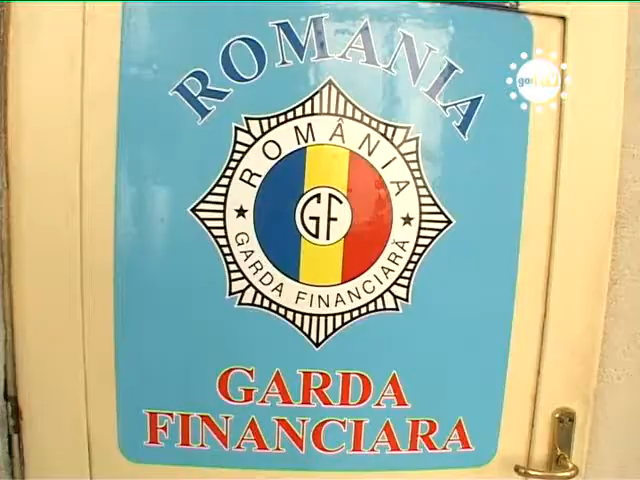 ROMANIA
ROMÂNIA
GF
GARDA FINANCIARĂ
GARDA
FINANCIARA